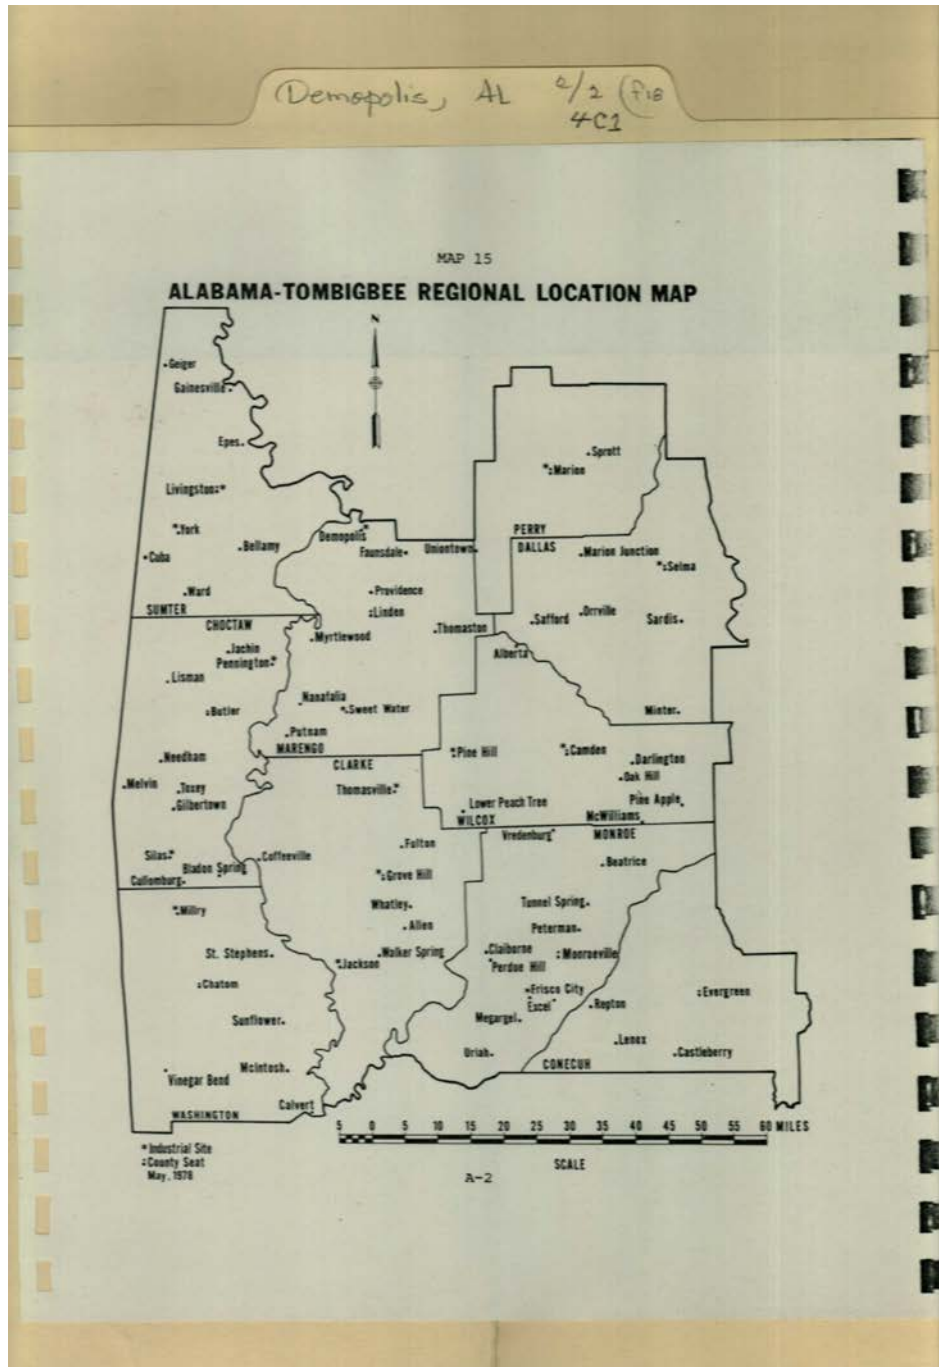 Demopolis, AL 2/2 (f18
4C1
MAP 15
ALABAMA-TOMBIGBEE REGIONAL LOCATION MAP
N
Geiger
Gainesville
Epes
Sprott
Marion
Livingston
York
Demopolis
PERRY
Cuba
Bellamy
Faunsdale
Uniontown
DALLAS
Marion Junction
Selma
Ward
Providence
SUMTER
Linden
Safford
Orrville
Sardis
CHOCTAW
Myrtlewood
Thomaston
Jachin
Pennington
Alberta
Lisman
Nanafalia
Butler
Sweet Water
Minter
Putnam
MARENGO
Pine Hill
Camden
Needham
CLARKE
Darlington
Melvin
Toxey
Thomasville
Oak Hill
Gilbertown
Lower Peach Tree
Pine Apple
WILCOX
McWilliams
Vredenburg
MONROE
Fulton
Silas
Coffeeville
Beatrice
Bladon Spring
Cullomburg
Grove Hill
Millry
Whatley
Tunnel Spring
Allen
Peterman
St. Stephens
Walker Spring
Claiborne
Monroeville
Jackson
Perdue Hill
Chatom
Frisco City
Evergreen
Excel
Repton
Sunflower
Megargel
Lenox
Uriah
Castleberry
McIntosh
CONECUH
Vinegar Bend
Calvert
WASHINGTON
5 0 5 10 15 20 25 30 35 40 45 50 55 60 MILES
* Industrial Site
: County Seat
May, 1978
SCALE
A-2